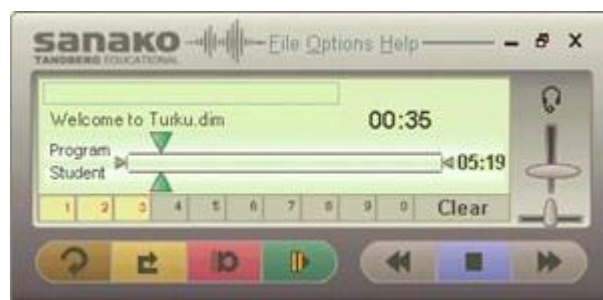 sanako File Options Help
TANDBERG EDUCATIONAL
Welcome to Turku.dim 00:35
Program
Student 05:19
1 2 3 4 5 6 7 8 9 0 Clear